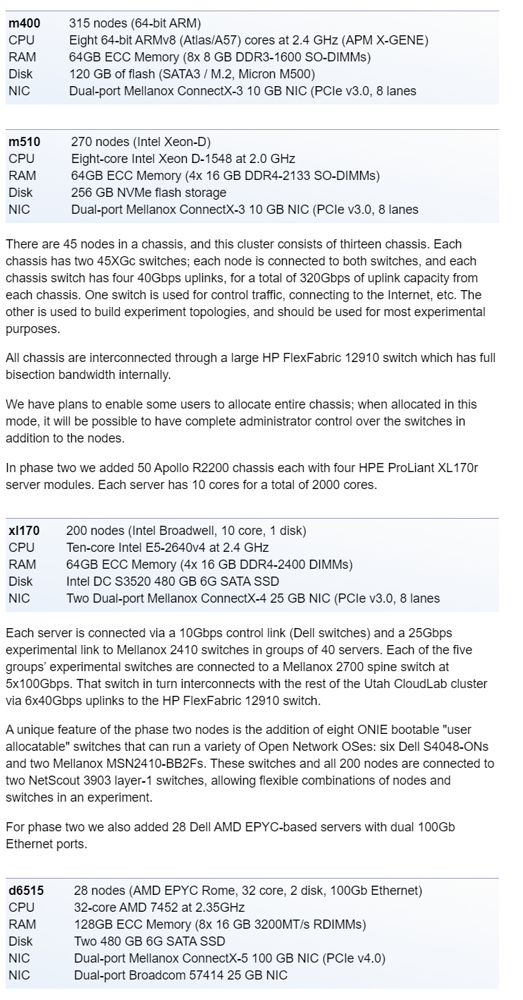 m400 315 nodes (64-bit ARM)
CPU Eight 64-bit ARMv8 (Atlas/A57) cores at 2.4 GHz (APM X-GENE)
RAM 64GB ECC Memory (8x 8 GB DDR3-1600 SO-DIMMs)
Disk 120 GB of flash (SATA3 / M.2, Micron M500)
NIC Dual-port Mellanox ConnectX-3 10 GB NIC (PCIe v3.0, 8 lanes
m510 270 nodes (Intel Xeon-D)
CPU Eight-core Intel Xeon D-1548 at 2.0 GHz
RAM 64GB ECC Memory (4x 16 GB DDR4-2133 SO-DIMMs)
Disk 256 GB NVMe flash storage
NIC Dual-port Mellanox ConnectX-3 10 GB NIC (PCIe v3.0, 8 lanes
There are 45 nodes in a chassis, and this cluster consists of thirteen chassis. Each
chassis has two 45XGc switches; each node is connected to both switches, and each
chassis switch has four 40Gbps uplinks, for a total of 320Gbps of uplink capacity from
each chassis. One switch is used for control traffic, connecting to the Internet, etc. The
other is used to build experiment topologies, and should be used for most experimental
purposes.
All chassis are interconnected through a large HP FlexFabric 12910 switch which has full
bisection bandwidth internally.
We have plans to enable some users to allocate entire chassis; when allocated in this
mode, it will be possible to have complete administrator control over the switches in
addition to the nodes.
In phase two we added 50 Apollo R2200 chassis each with four HPE ProLiant XL170r
server modules. Each server has 10 cores for a total of 2000 cores.
xl170 200 nodes (Intel Broadwell, 10 core, 1 disk)
CPU Ten-core Intel E5-2640v4 at 2.4 GHz
RAM 64GB ECC Memory (4x 16 GB DDR4-2400 DIMMs)
Disk Intel DC S3520 480 GB 6G SATA SSD
NIC Two Dual-port Mellanox ConnectX-4 25 GB NIC (PCIe v3.0, 8 lanes
Each server is connected via a 10Gbps control link (Dell switches) and a 25Gbps
experimental link to Mellanox 2410 switches in groups of 40 servers. Each of the five
groups’ experimental switches are connected to a Mellanox 2700 spine switch at
5x100Gbps. That switch in turn interconnects with the rest of the Utah CloudLab cluster
via 6x40Gbps uplinks to the HP FlexFabric 12910 switch.
A unique feature of the phase two nodes is the addition of eight ONIE bootable "user
allocatable" switches that can run a variety of Open Network OSes: six Dell S4048-ONs
and two Mellanox MSN2410-BB2Fs. These switches and all 200 nodes are connected to
two NetScout 3903 layer-1 switches, allowing flexible combinations of nodes and
switches in an experiment.
For phase two we also added 28 Dell AMD EPYC-based servers with dual 100Gb
Ethernet ports.
d6515 28 nodes (AMD EPYC Rome, 32 core, 2 disk, 100Gb Ethernet)
CPU 32-core AMD 7452 at 2.35GHz
RAM 128GB ECC Memory (8x 16 GB 3200MT/s RDIMMs)
Disk Two 480 GB 6G SATA SSD
NIC Dual-port Mellanox ConnectX-5 100 GB NIC (PCIe v4.0)
NIC Dual-port Broadcom 57414 25 GB NIC